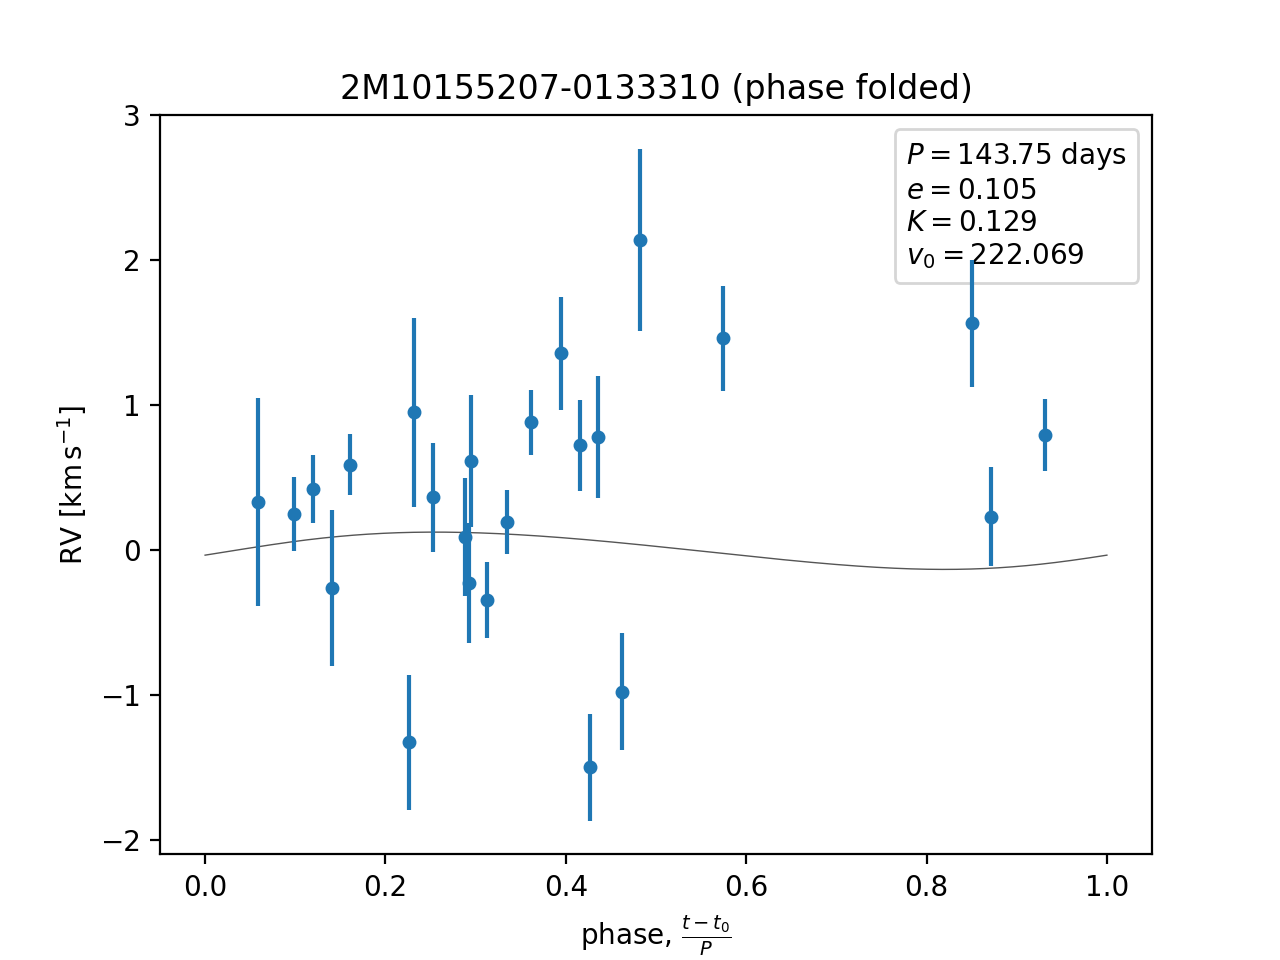 2M10155207-0133310 (phase folded)
P = 143.75 days
e = 0.105
K = 0.129
v₀ = 222.069
RV [km s⁻¹]
3
2
1
0
−1
−2
0.0 0.2 0.4 0.6 0.8 1.0
phase, (t − t₀)/P